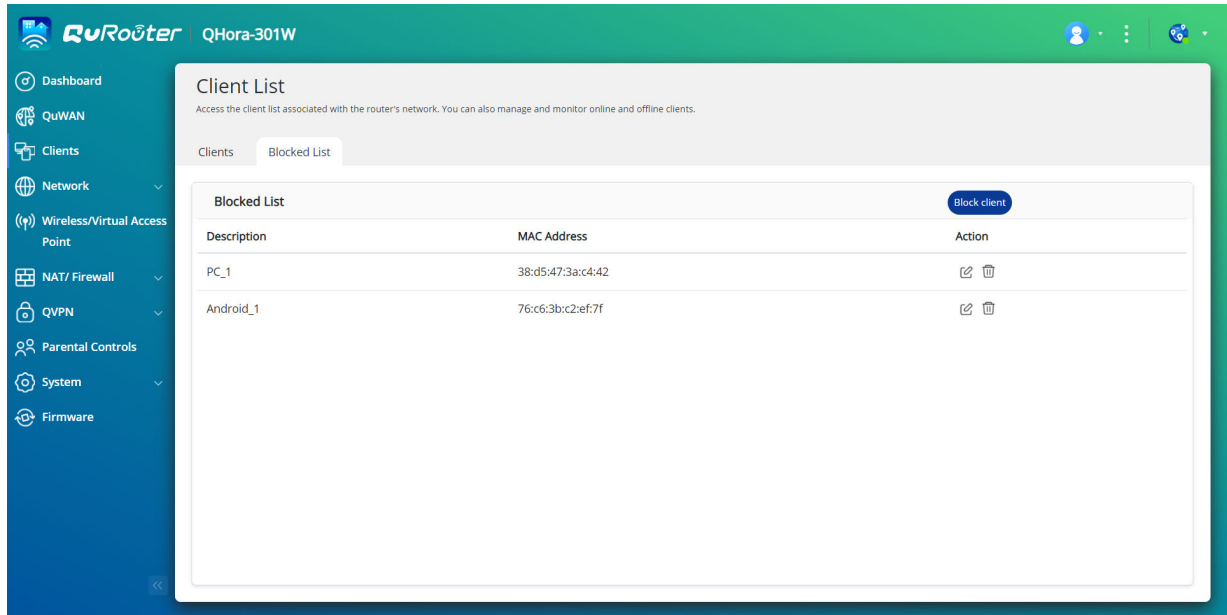 QuRoûter QHora-301W
Dashboard
QuWAN
Clients
Network
Wireless/Virtual Access
Point
NAT/ Firewall
QVPN
Parental Controls
System
Firmware
Client List
Access the client list associated with the router's network. You can also manage and monitor online and offline clients.
Clients Blocked List
Blocked List Block client
Description MAC Address Action
PC_1 38:d5:47:3a:c4:42
Android_1 76:c6:3b:c2:ef:7f